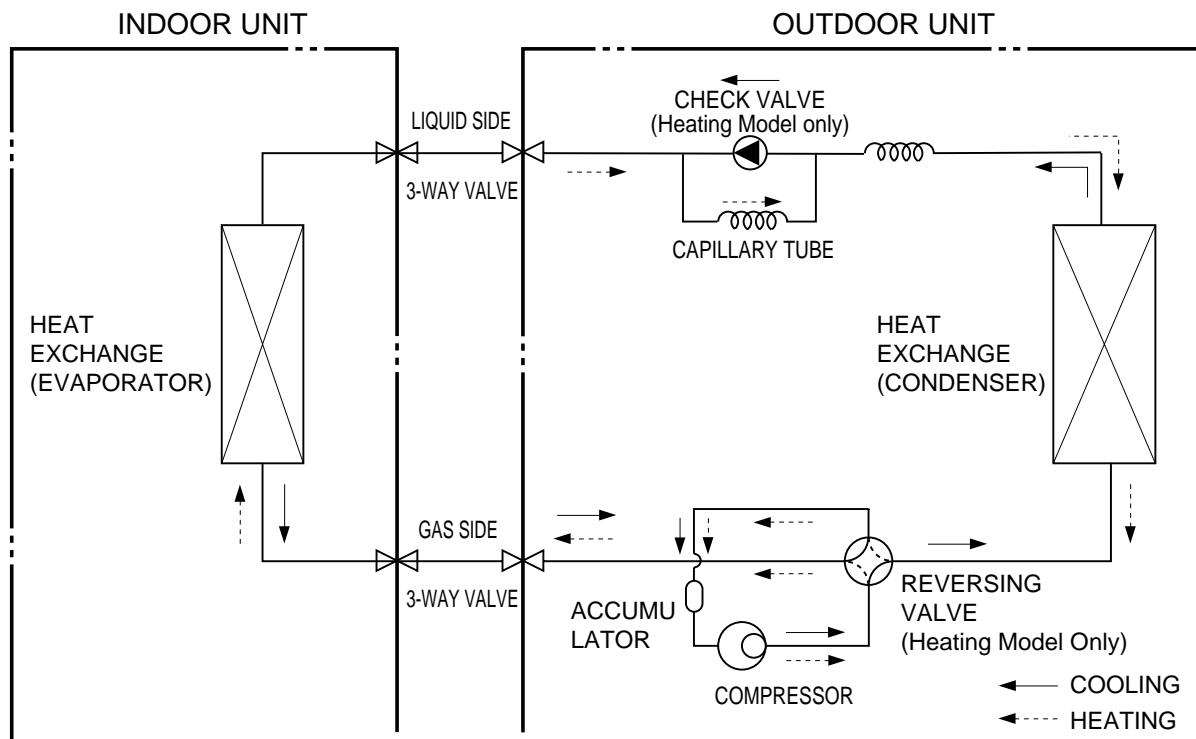 INDOOR UNIT
OUTDOOR UNIT
LIQUID SIDE
3-WAY VALVE
CHECK VALVE
(Heating Model only)
CAPILLARY TUBE
HEAT
EXCHANGE
(EVAPORATOR)
HEAT
EXCHANGE
(CONDENSER)
GAS SIDE
3-WAY VALVE
ACCUMU
LATOR
COMPRESSOR
REVERSING
VALVE
(Heating Model Only)
COOLING
HEATING